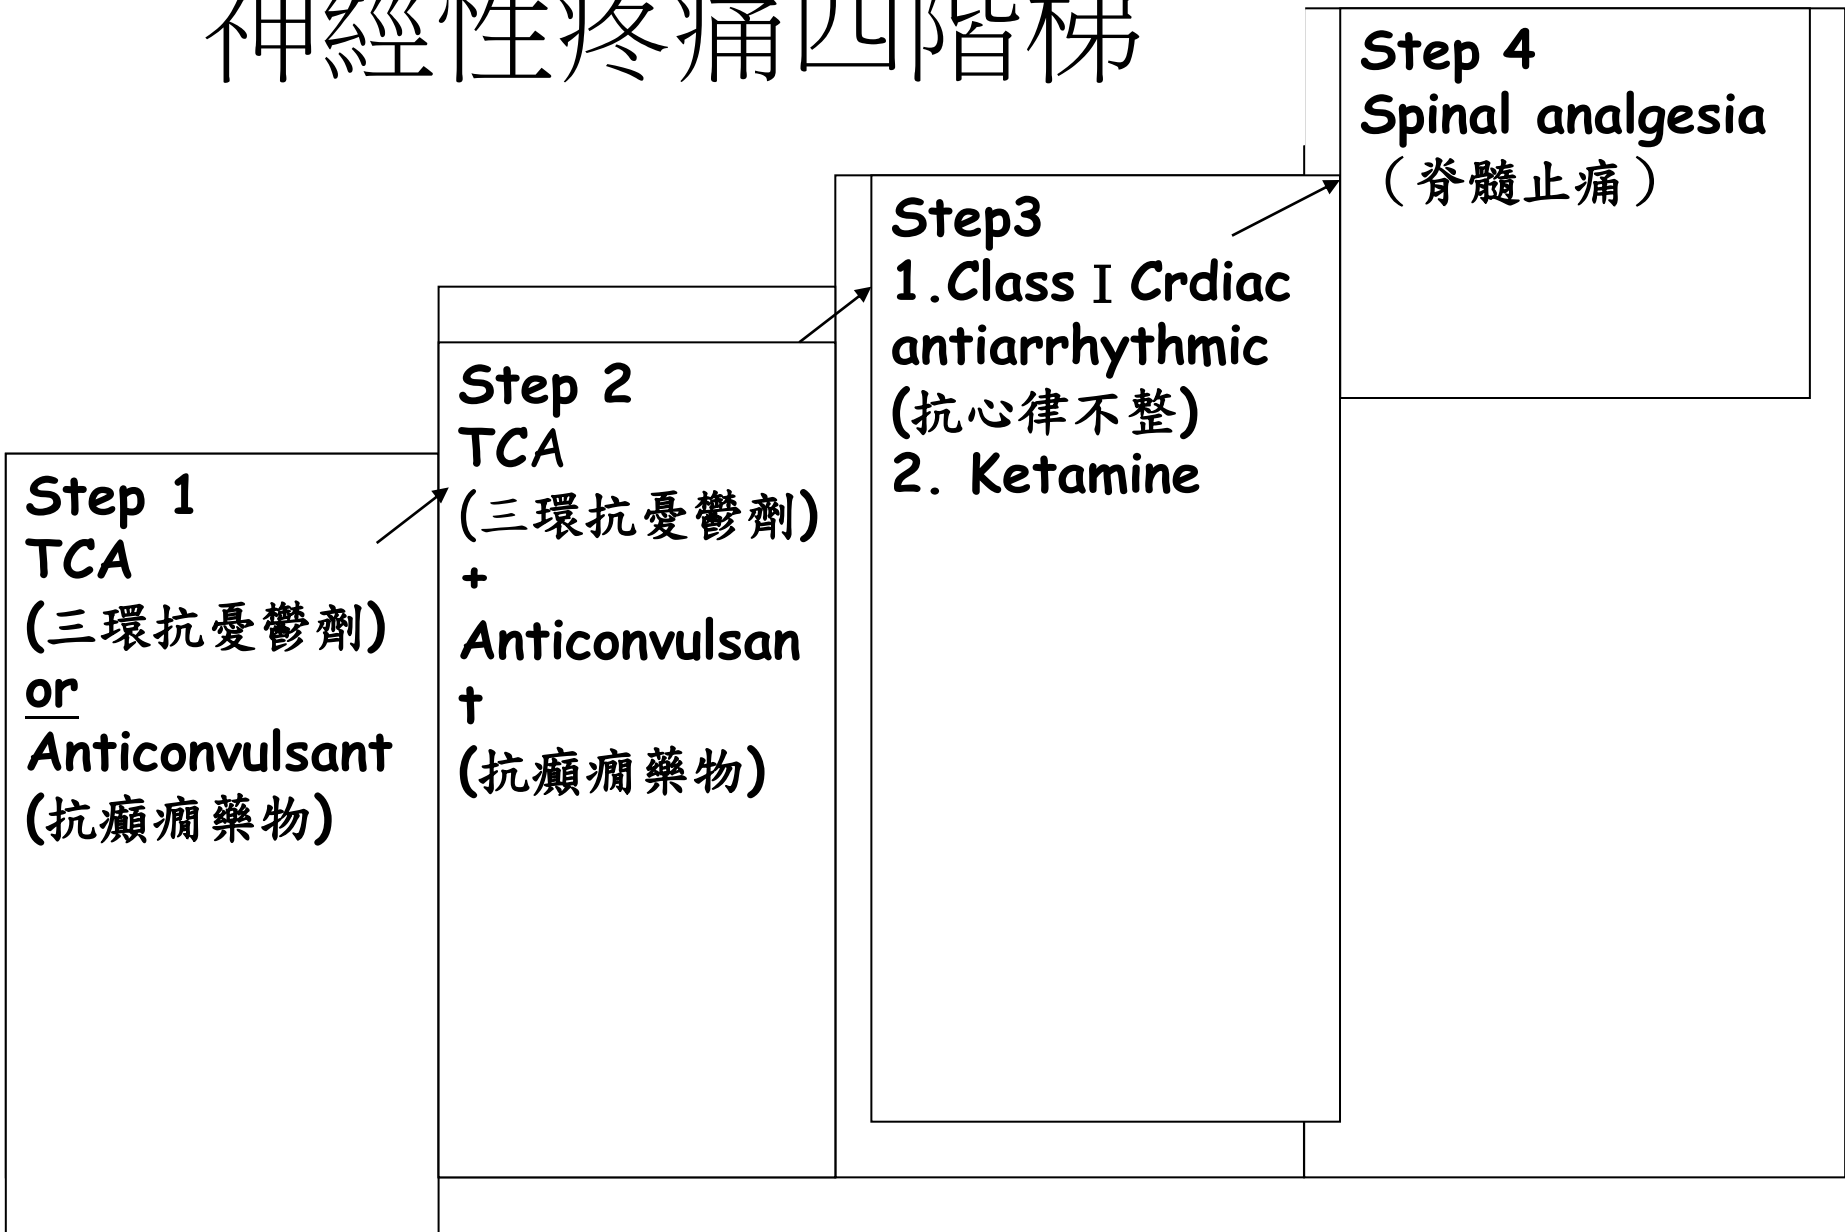 神經性疼痛四階梯
Step 1
TCA
(三環抗憂鬱劑)
or
Anticonvulsant
(抗癲癇藥物)
Step 2
TCA
(三環抗憂鬱劑)
+
Anticonvulsan
t
(抗癲癇藥物)
Step3
1.Class Ⅰ Crdiac
antiarrhythmic
(抗心律不整)
2. Ketamine
Step 4
Spinal analgesia
（脊髓止痛）